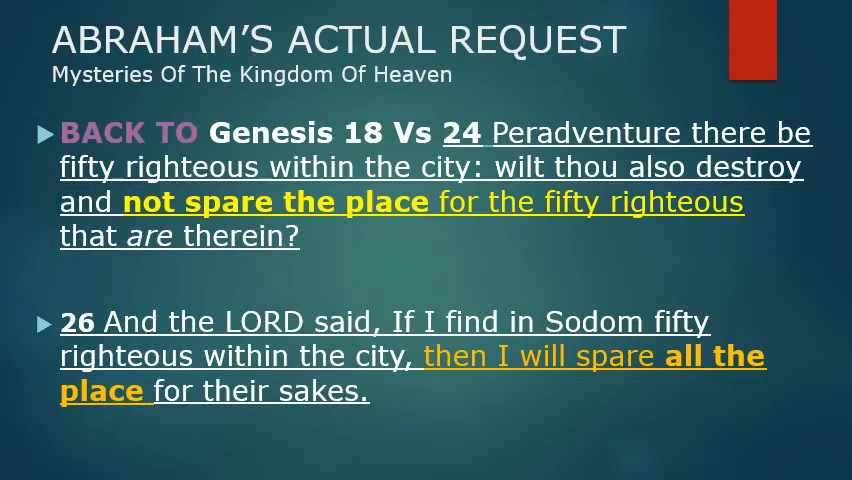 ABRAHAM’S ACTUAL REQUEST
Mysteries Of The Kingdom Of Heaven
BACK TO Genesis 18 Vs 24 Peradventure there be
fifty righteous within the city: wilt thou also destroy
and not spare the place for the fifty righteous
that are therein?
26 And the LORD said, If I find in Sodom fifty
righteous within the city, then I will spare all the
place for their sakes.